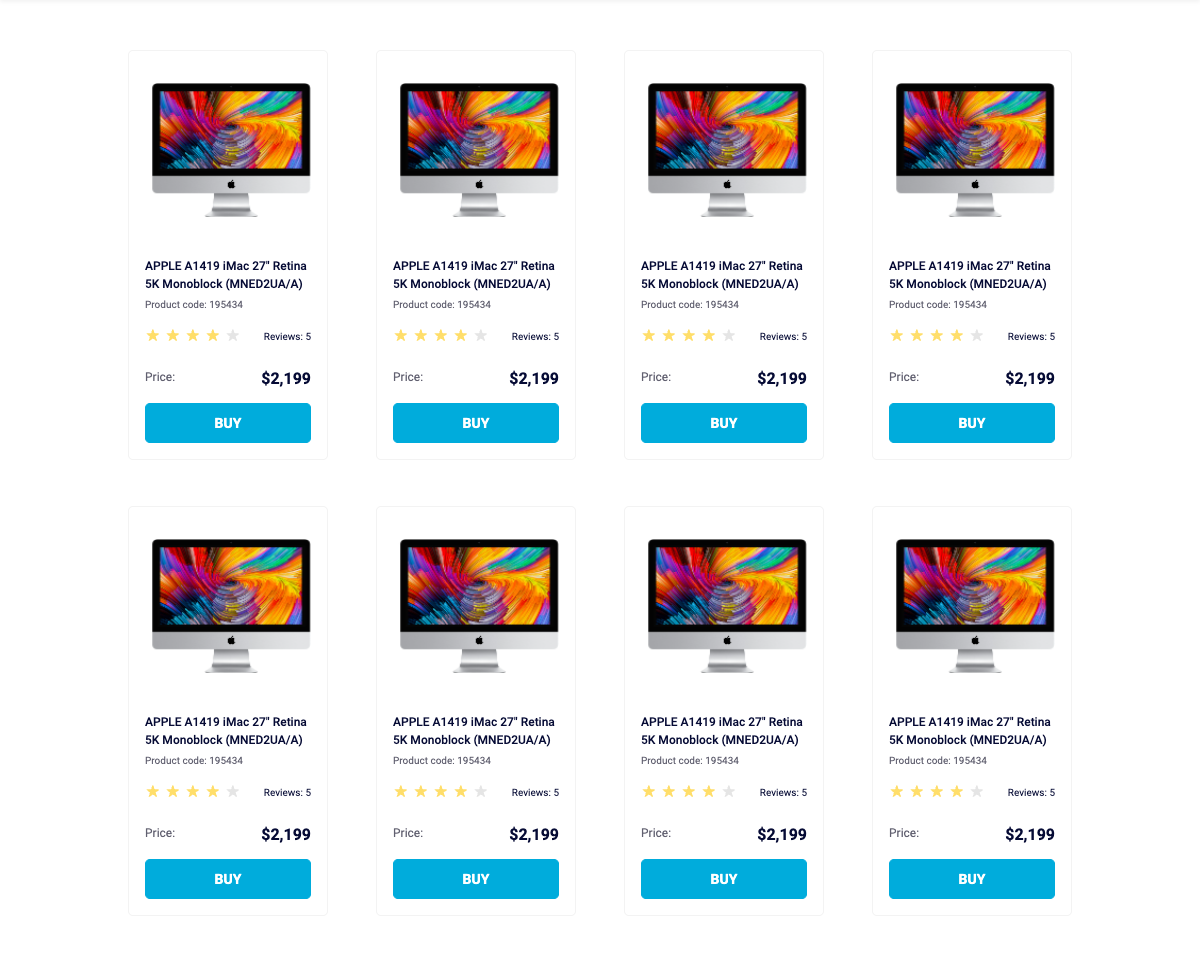 APPLE A1419 iMac 27" Retina
5K Monoblock (MNED2UA/A)
Product code: 195434
Reviews: 5
Price: $2,199
BUY
APPLE A1419 iMac 27" Retina
5K Monoblock (MNED2UA/A)
Product code: 195434
Reviews: 5
Price: $2,199
BUY
APPLE A1419 iMac 27" Retina
5K Monoblock (MNED2UA/A)
Product code: 195434
Reviews: 5
Price: $2,199
BUY
APPLE A1419 iMac 27" Retina
5K Monoblock (MNED2UA/A)
Product code: 195434
Reviews: 5
Price: $2,199
BUY
APPLE A1419 iMac 27" Retina
5K Monoblock (MNED2UA/A)
Product code: 195434
Reviews: 5
Price: $2,199
BUY
APPLE A1419 iMac 27" Retina
5K Monoblock (MNED2UA/A)
Product code: 195434
Reviews: 5
Price: $2,199
BUY
APPLE A1419 iMac 27" Retina
5K Monoblock (MNED2UA/A)
Product code: 195434
Reviews: 5
Price: $2,199
BUY
APPLE A1419 iMac 27" Retina
5K Monoblock (MNED2UA/A)
Product code: 195434
Reviews: 5
Price: $2,199
BUY